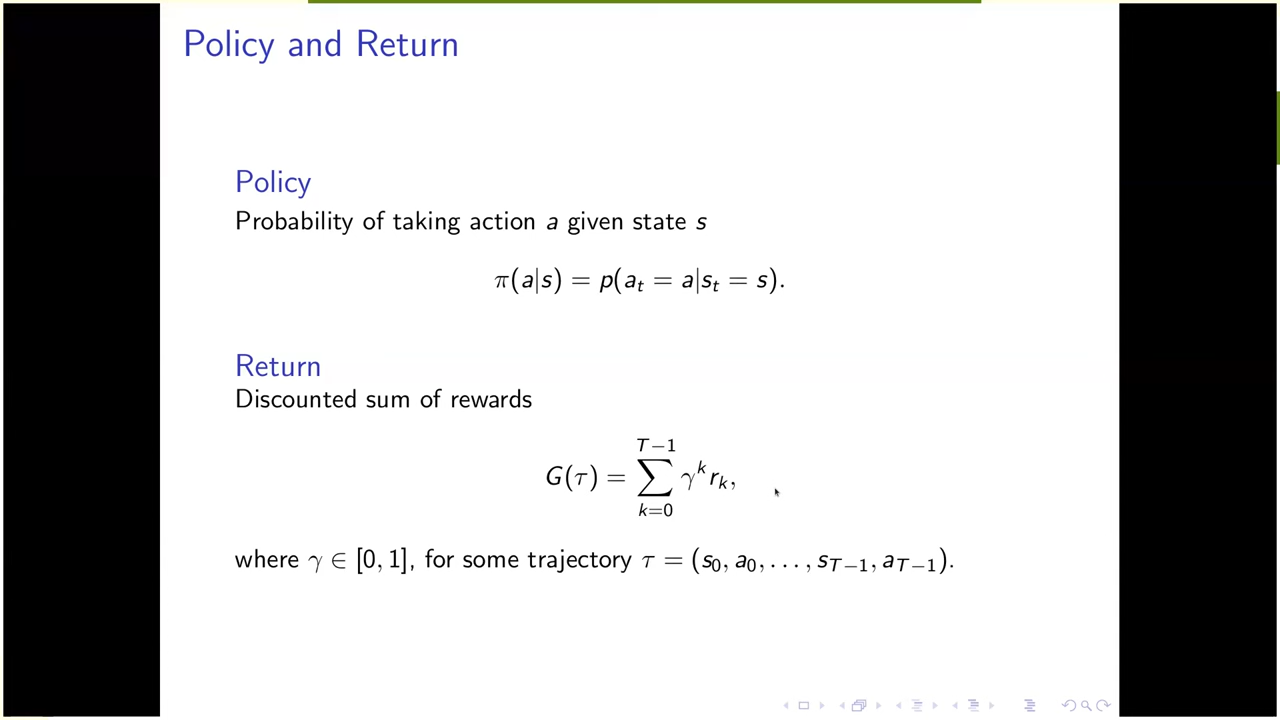 Policy and Return
Policy
Probability of taking action a given state s
π(a|s) = p(a_t = a|s_t = s).
Return
Discounted sum of rewards
G(τ) = ∑_{k=0}^{T−1} γ^k r_k,
where γ ∈ [0, 1], for some trajectory τ = (s_0, a_0, . . . , s_{T−1}, a_{T−1}).